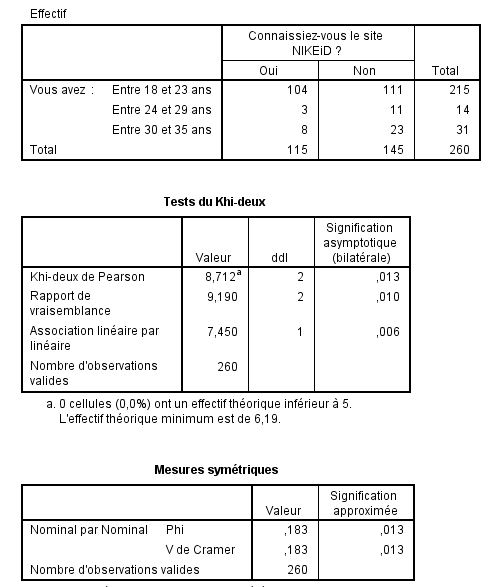 Effectif
Connaissiez-vous le site
NIKEiD ?
Oui Non Total
Vous avez : Entre 18 et 23 ans 104 111 215
Entre 24 et 29 ans 3 11 14
Entre 30 et 35 ans 8 23 31
Total 115 145 260
Tests du Khi-deux
Signification
asymptotique
(bilatérale)
Valeur ddl
Khi-deux de Pearson 8,712a 2 ,013
Rapport de
vraisemblance 9,190 2 ,010
Association linéaire par
linéaire 7,450 1 ,006
Nombre d'observations
valides 260
a. 0 cellules (0,0%) ont un effectif théorique inférieur à 5.
L'effectif théorique minimum est de 6,19.
Mesures symétriques
Signification
approximée
Valeur
Nominal par Nominal Phi ,183 ,013
V de Cramer ,183 ,013
Nombre d'observations valides 260